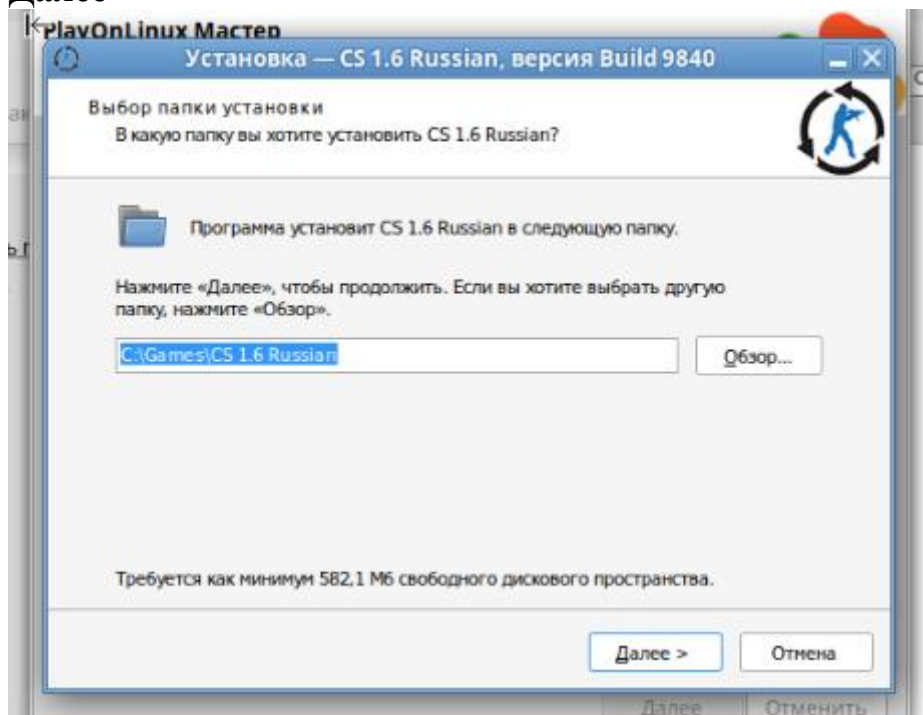 Далее
PlayOnLinux Мастер
Установка — CS 1.6 Russian, версия Build 9840
Выбор папки установки
В какую папку вы хотите установить CS 1.6 Russian?
Программа установит CS 1.6 Russian в следующую папку.
Нажмите «Далее», чтобы продолжить. Если вы хотите выбрать другую
папку, нажмите «Обзор».
C:\Games\CS 1.6 Russian
Обзор...
Требуется как минимум 582,1 Мб свободного дискового пространства.
Далее > Отмена
Далее Отменить